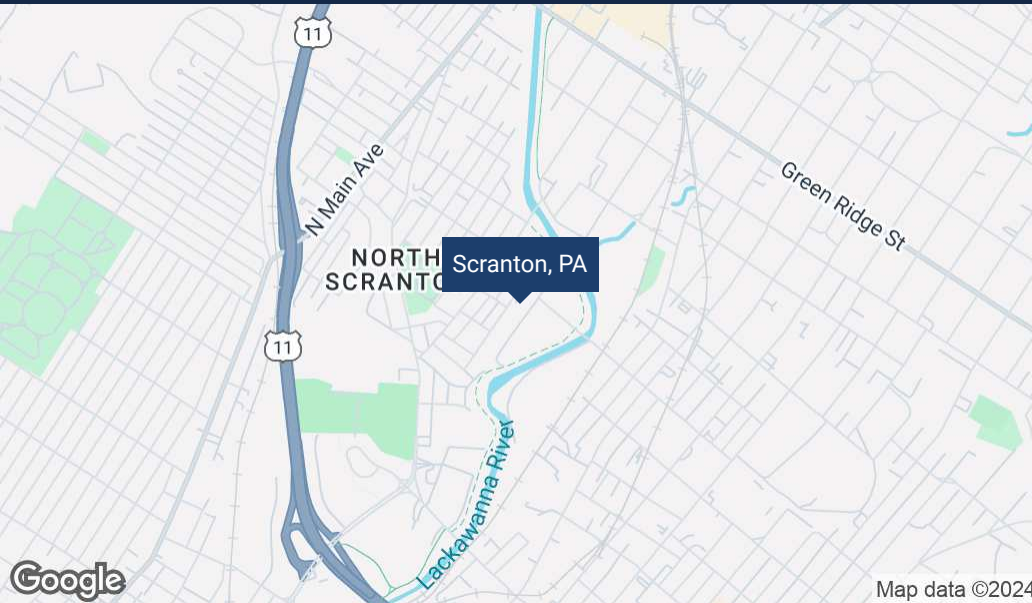 11
N Main Ave
Green Ridge St
NORTH
SCRANTO
Scranton, PA
11
Lackawanna River
Google
Map data ©2024